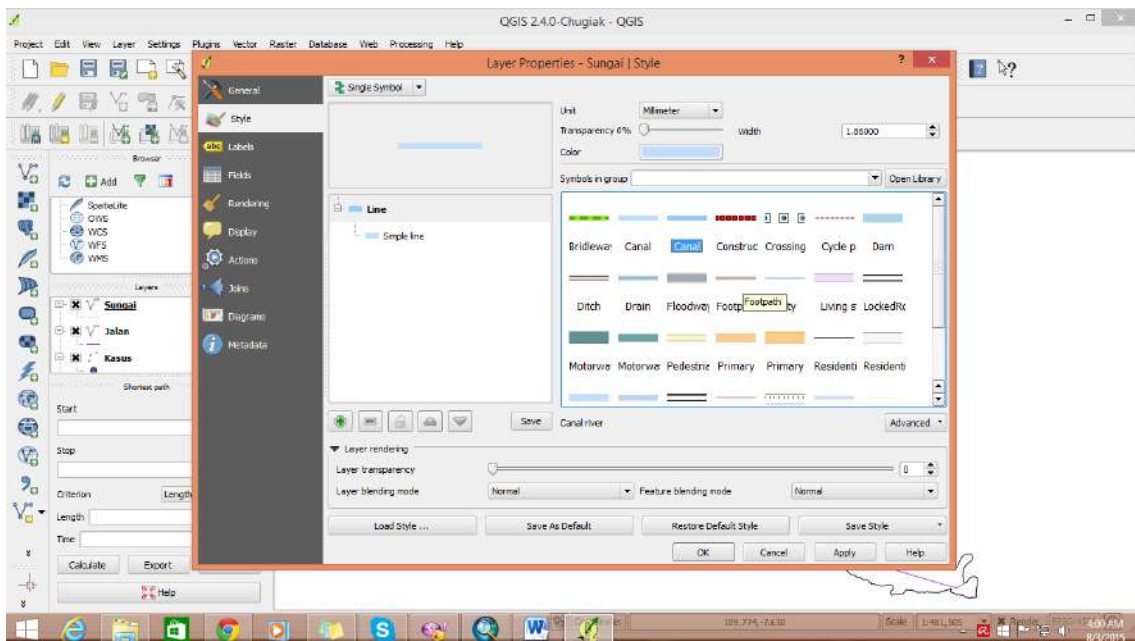 QGIS 2.4.0-Chugiak - QGIS
Project Edit View Layer Settings Plugins Vector Raster Database Web Processing Help
Layer Properties - Sungai | Style
General
Style
Labels
Fields
Rendering
Display
Actions
Joins
Diagrams
Metadata
Single Symbol
Unit Milimeter
Transparency 0% Width 1.86000
Color
Symbols in group Open Library
Line
Simple line
Bridleway Canal Canal Construc Crossing Cycle p Dam
Ditch Drain Floodway Footp Footpath ty Living s LockedRo
Motorwa Motorwa Pedestria Primary Primary Residenti Residenti
Save Canal river Advanced
Layer rendering
Layer transparency 0
Layer blending mode Normal Feature blending mode Normal
Load Style ... Save As Default Restore Default Style Save Style
OK Cancel Apply Help
Browser
Add
SpatiaLite
OWS
WCS
WFS
WMS
Layers
Sungai
Jalan
Kasus
Shortest path
Start
Stop
Criterion Length
Length
Time
Calculate Export
Help
Scale
Render
4:00 AM
8/3/2015